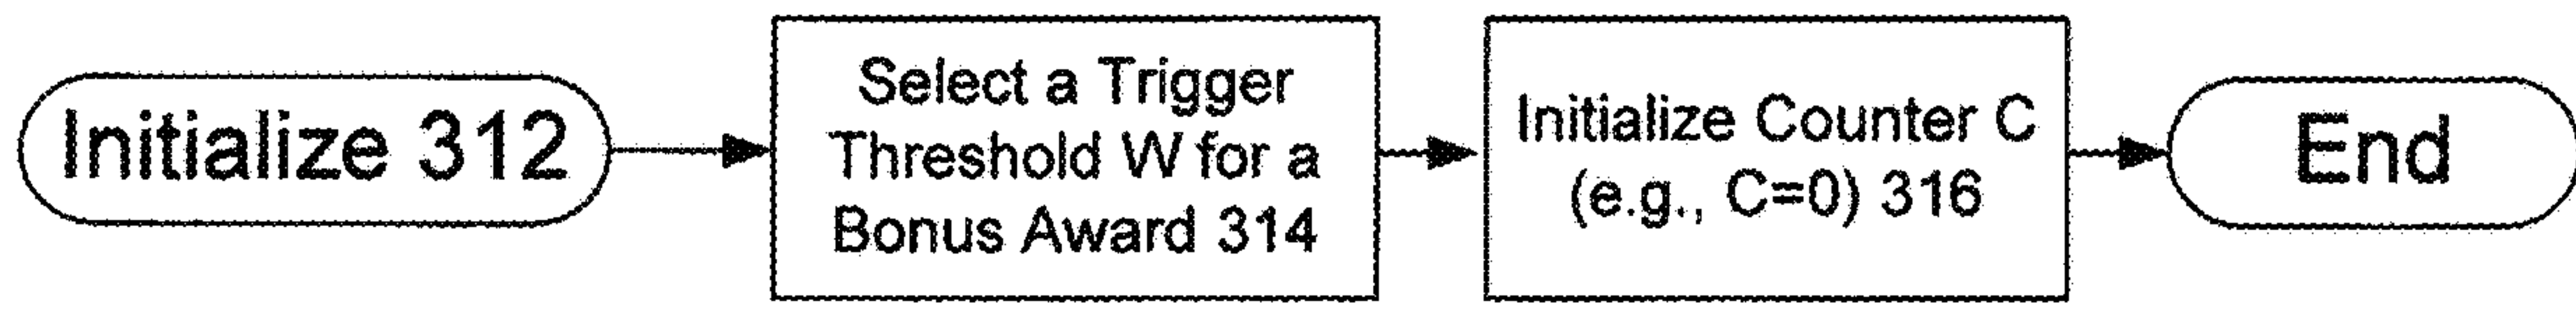 Initialize 312
Select a Trigger
Threshold W for a
Bonus Award 314
Initialize Counter C
(e.g., C=0) 316
End